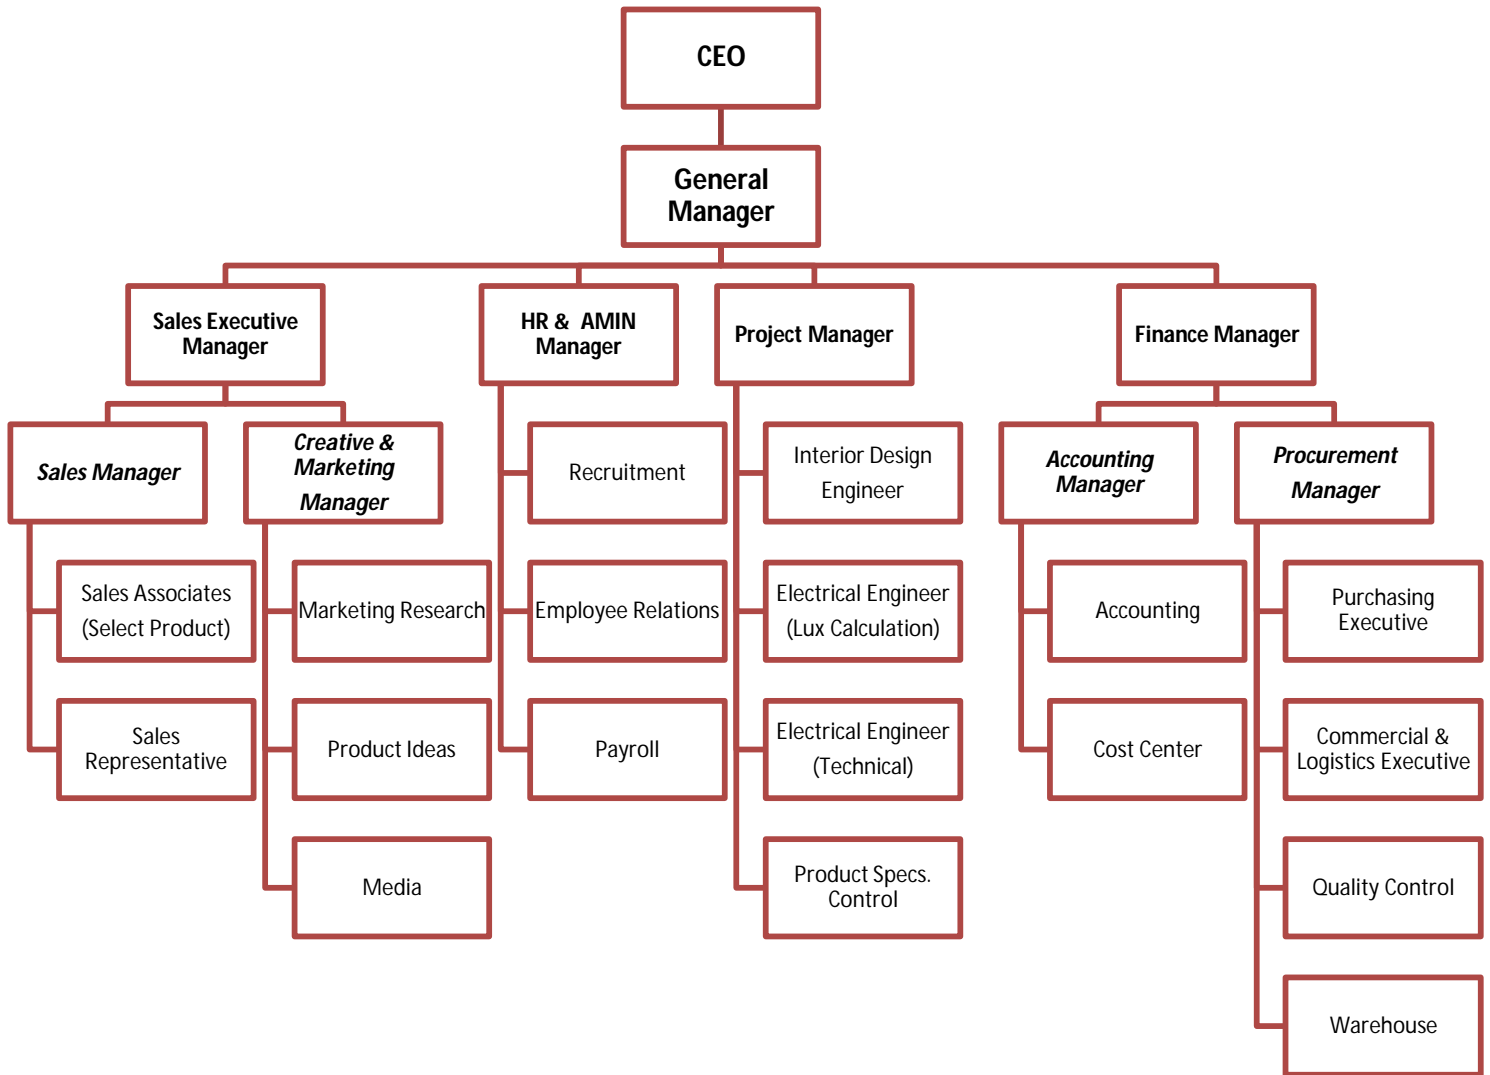 CEO
General
Manager
Sales Executive
Manager
HR & AMIN
Manager
Project Manager
Finance Manager
Sales Manager
Creative &
Marketing
Manager
Recruitment
Interior Design
Engineer
Accounting
Manager
Procurement
Manager
Sales Associates
(Select Product)
Marketing Research
Employee Relations
Electrical Engineer
(Lux Calculation)
Accounting
Purchasing
Executive
Sales
Representative
Product Ideas
Payroll
Electrical Engineer
(Technical)
Cost Center
Commercial &
Logistics Executive
Media
Product Specs.
Control
Quality Control
Warehouse